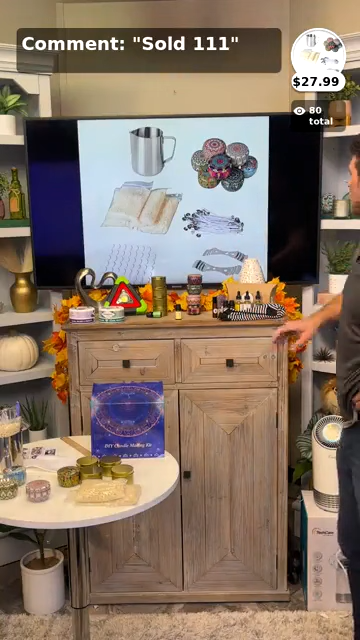 Comment: "Sold 111"
$27.99
80
total
DIY Candle Making Kit